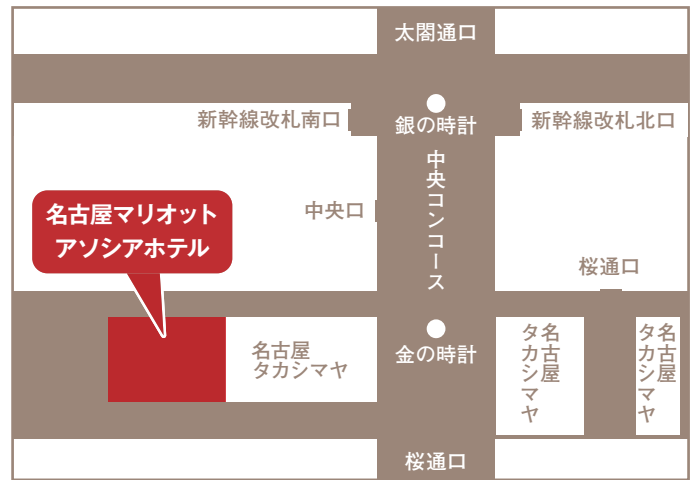 太閤通口
新幹線改札南口
銀の時計
新幹線改札北口
中央コンコース
中央口
名古屋マリオット
アソシアホテル
桜通口
金の時計
名古屋
タカシマヤ
名古屋
タカシマヤ
名古屋
タカシマヤ
桜通口